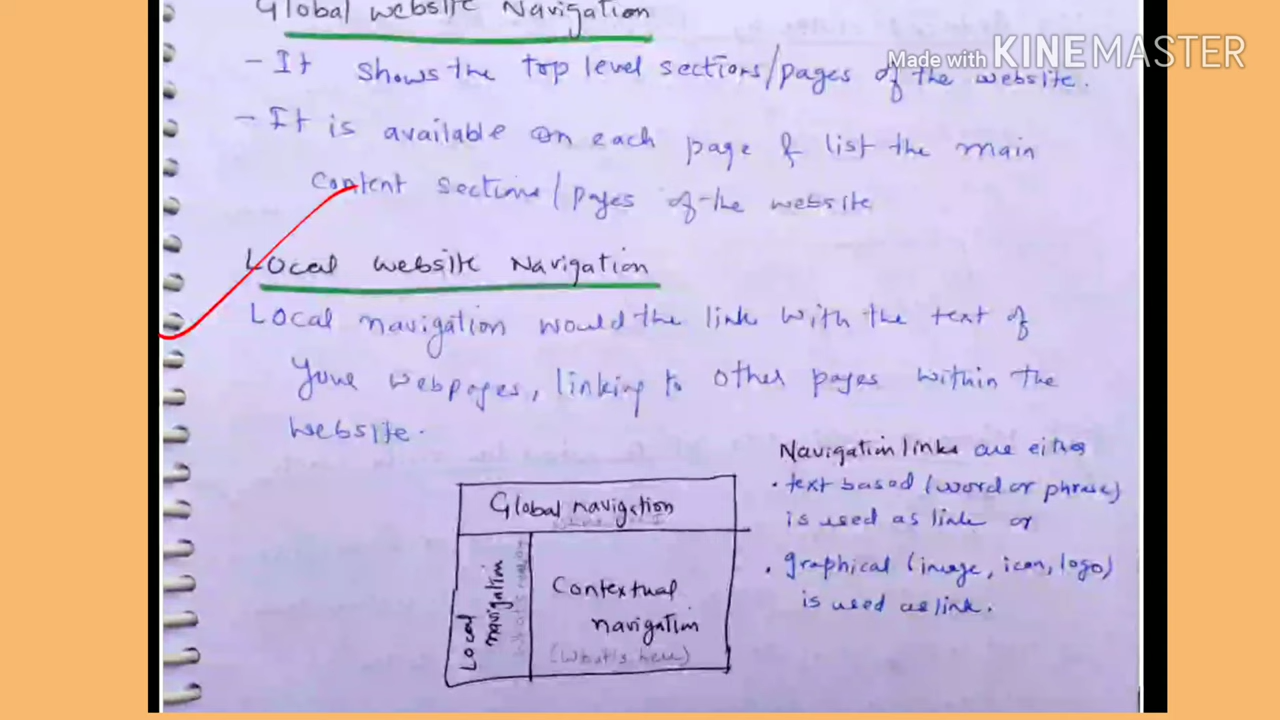 Global Website Navigation
Made with KINEMASTER
- It shows the top level sections/pages of the website.
- It is available on each page & list the main
content sections/pages of the website
Local Website Navigation
Local navigation would the link with the text of
your webpages, linking to other pages within the
website.
Navigation links are either
• text based (word or phrase)
is used as link or
• graphical (image, icon, logo)
is used as link.
Global navigation
Local
navigation
Contextual
navigation
(What's here)